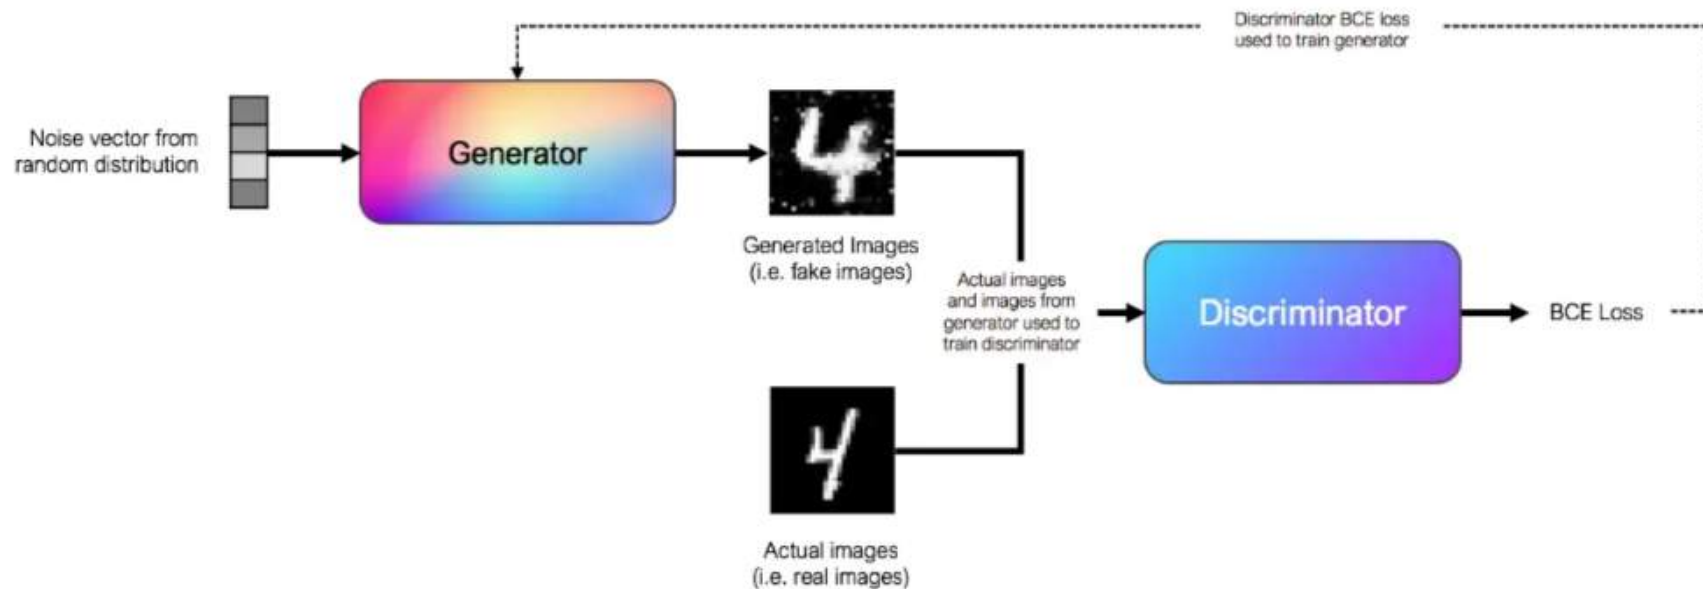 Discriminator BCE loss
used to train generator
Noise vector from
random distribution
Generator
Generated Images
(i.e. fake images)
Actual images
and images from
generator used to
train discriminator
Discriminator
BCE Loss
Actual images
(i.e. real images)